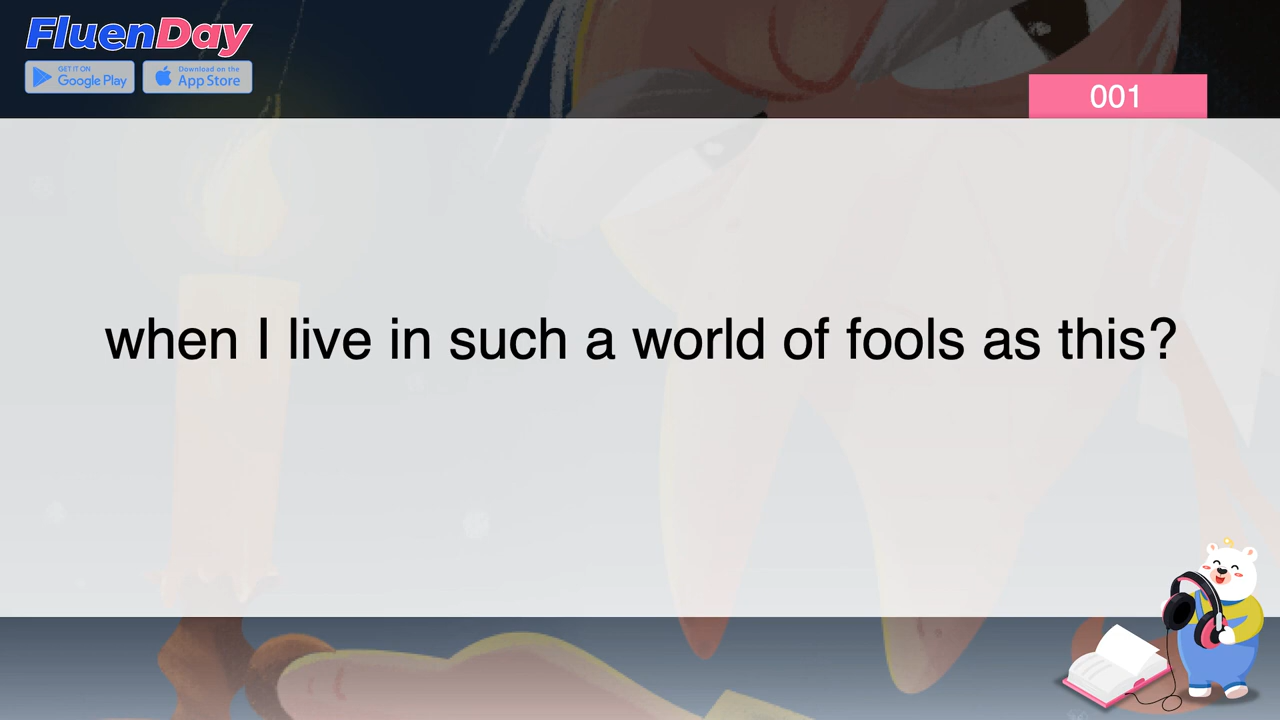 FluenDay
GET IT ON
Google Play
Download on the
App Store
001
when I live in such a world of fools as this?